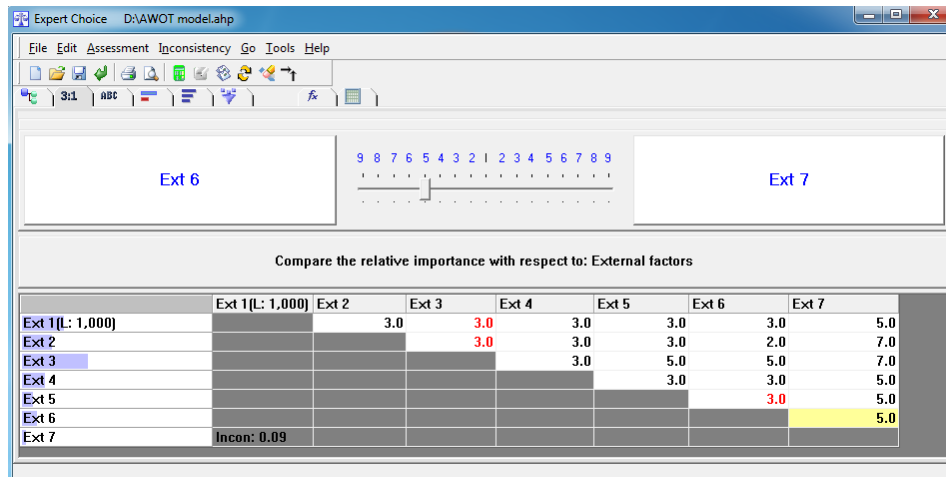 Expert Choice D:\AWOT model.ahp
File Edit Assessment Inconsistency Go Tools Help
3:1 ABC fx
9 8 7 6 5 4 3 2 1 2 3 4 5 6 7 8 9
Ext 6 Ext 7
Compare the relative importance with respect to: External factors
Ext 1(L: 1,000) Ext 2 Ext 3 Ext 4 Ext 5 Ext 6 Ext 7
Ext 1(L: 1,000) 3.0 3.0 3.0 3.0 3.0 5.0
Ext 2 3.0 3.0 3.0 2.0 7.0
Ext 3 3.0 5.0 5.0 7.0
Ext 4 3.0 3.0 5.0
Ext 5 3.0 5.0
Ext 6 5.0
Ext 7 Incon: 0.09